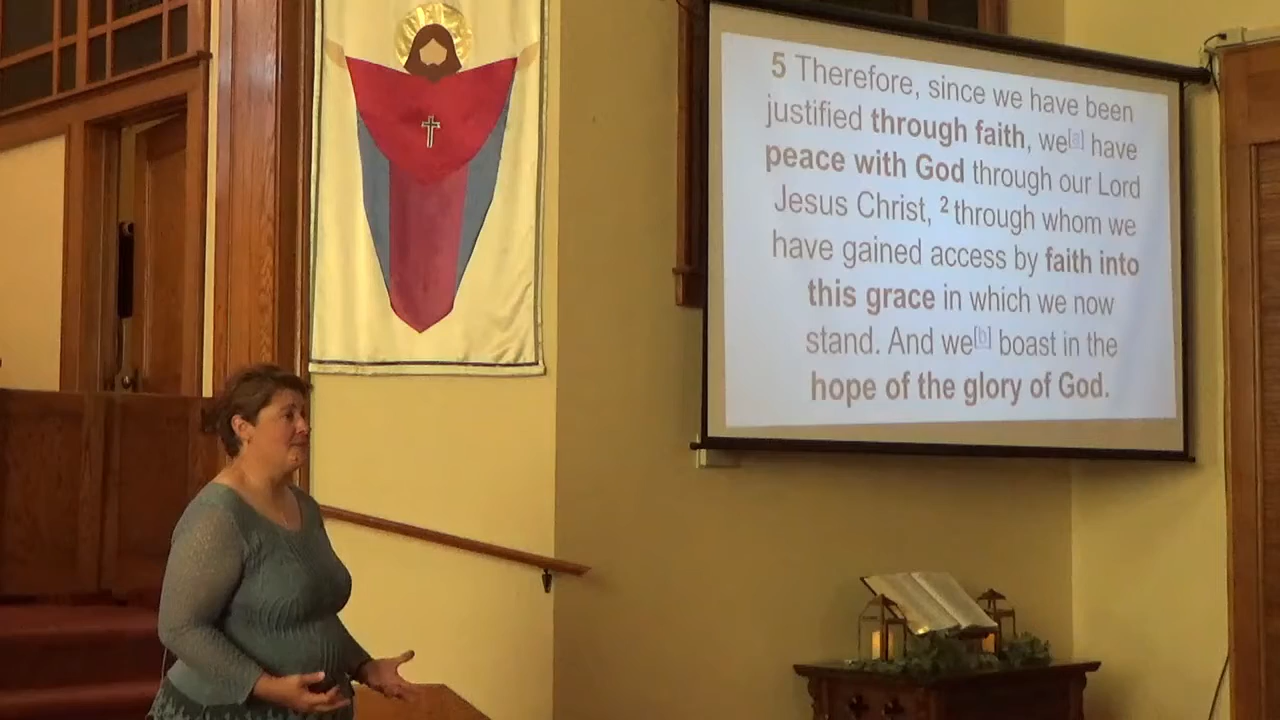 5 Therefore, since we have been
justified through faith, we[a] have
peace with God through our Lord
Jesus Christ, 2 through whom we
have gained access by faith into
this grace in which we now
stand. And we[b] boast in the
hope of the glory of God.